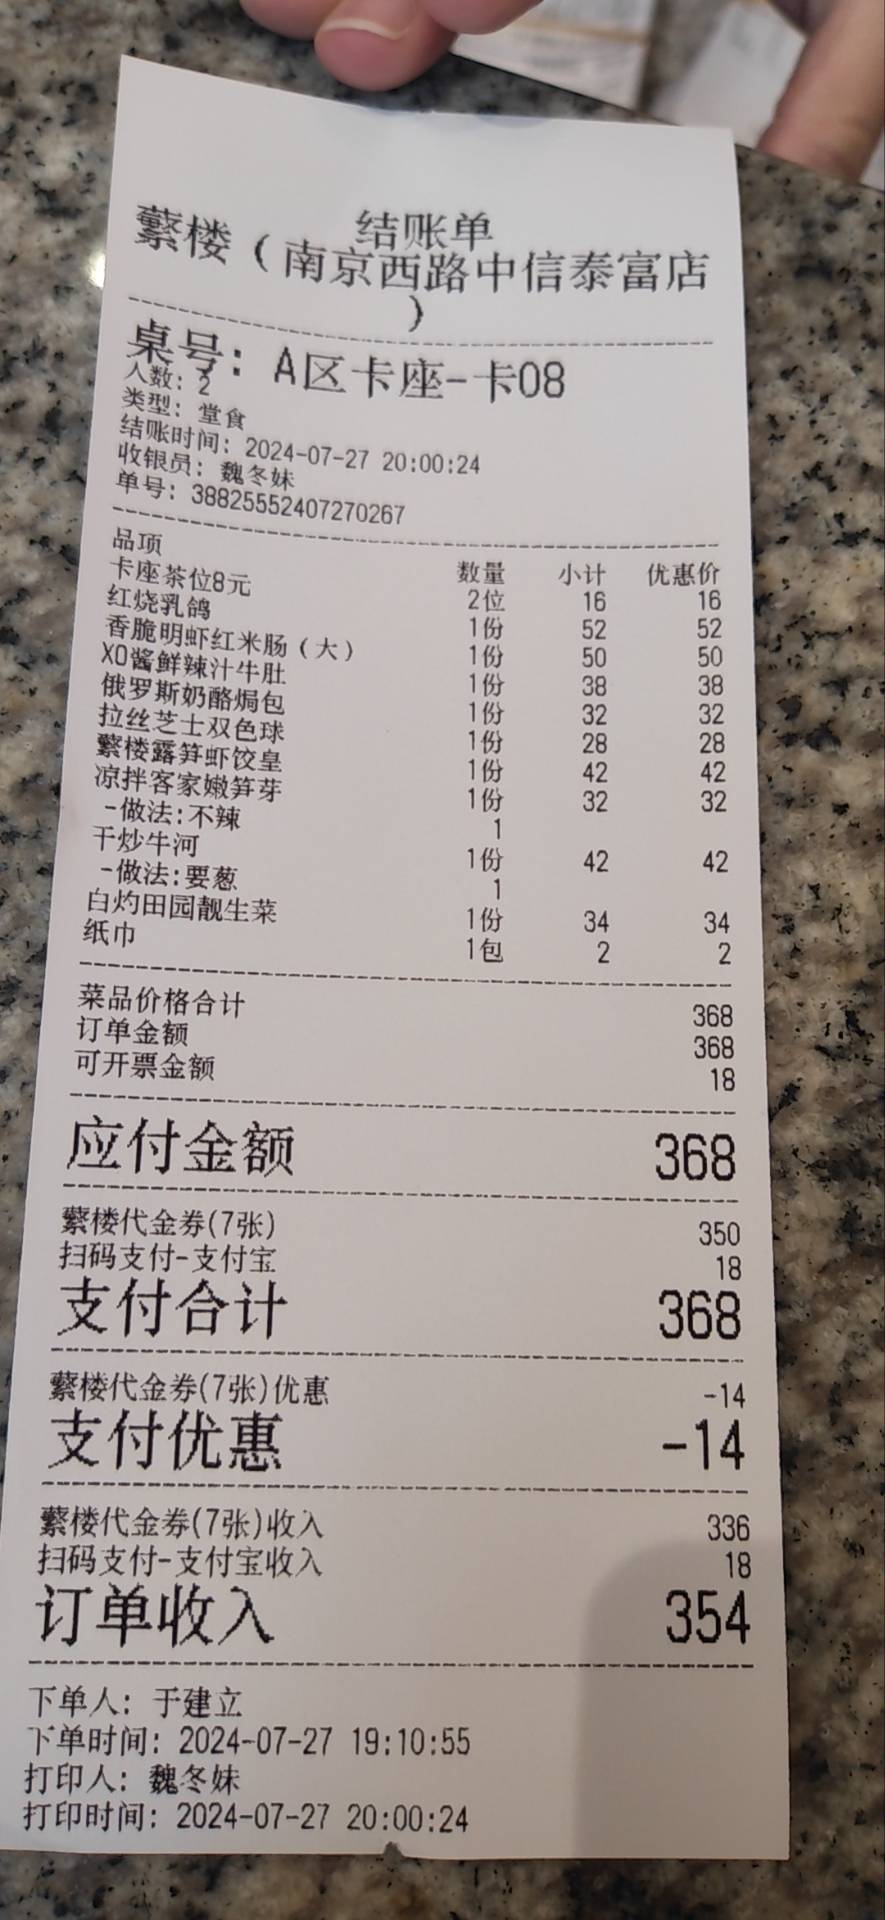 结账单
蘩楼（南京西路中信泰富店
）
桌号：A区卡座-卡08
人数：2
类型：堂食
结账时间：2024-07-27 20:00:24
收银员：魏冬妹
单号：38825552407270267
品项 数量 小计 优惠价
卡座茶位8元 2位 16 16
红烧乳鸽 1份 52 52
香脆明虾红米肠（大） 1份 50 50
XO酱鲜辣汁牛肚 1份 38 38
俄罗斯奶酪焗包 1份 32 32
拉丝芝士双色球 1份 28 28
蘩楼露笋虾饺皇 1份 42 42
凉拌客家嫩笋芽 1份 32 32
-做法:不辣 1
干炒牛河 1份 42 42
-做法:要葱 1
白灼田园靓生菜 1份 34 34
纸巾 1包 2 2
菜品价格合计 368
订单金额 368
可开票金额 18
应付金额 368
蘩楼代金券(7张) 350
扫码支付-支付宝 18
支付合计 368
蘩楼代金券(7张)优惠 -14
支付优惠 -14
蘩楼代金券(7张)收入 336
扫码支付-支付宝收入 18
订单收入 354
下单人：于建立
下单时间：2024-07-27 19:10:55
打印人：魏冬妹
打印时间：2024-07-27 20:00:24